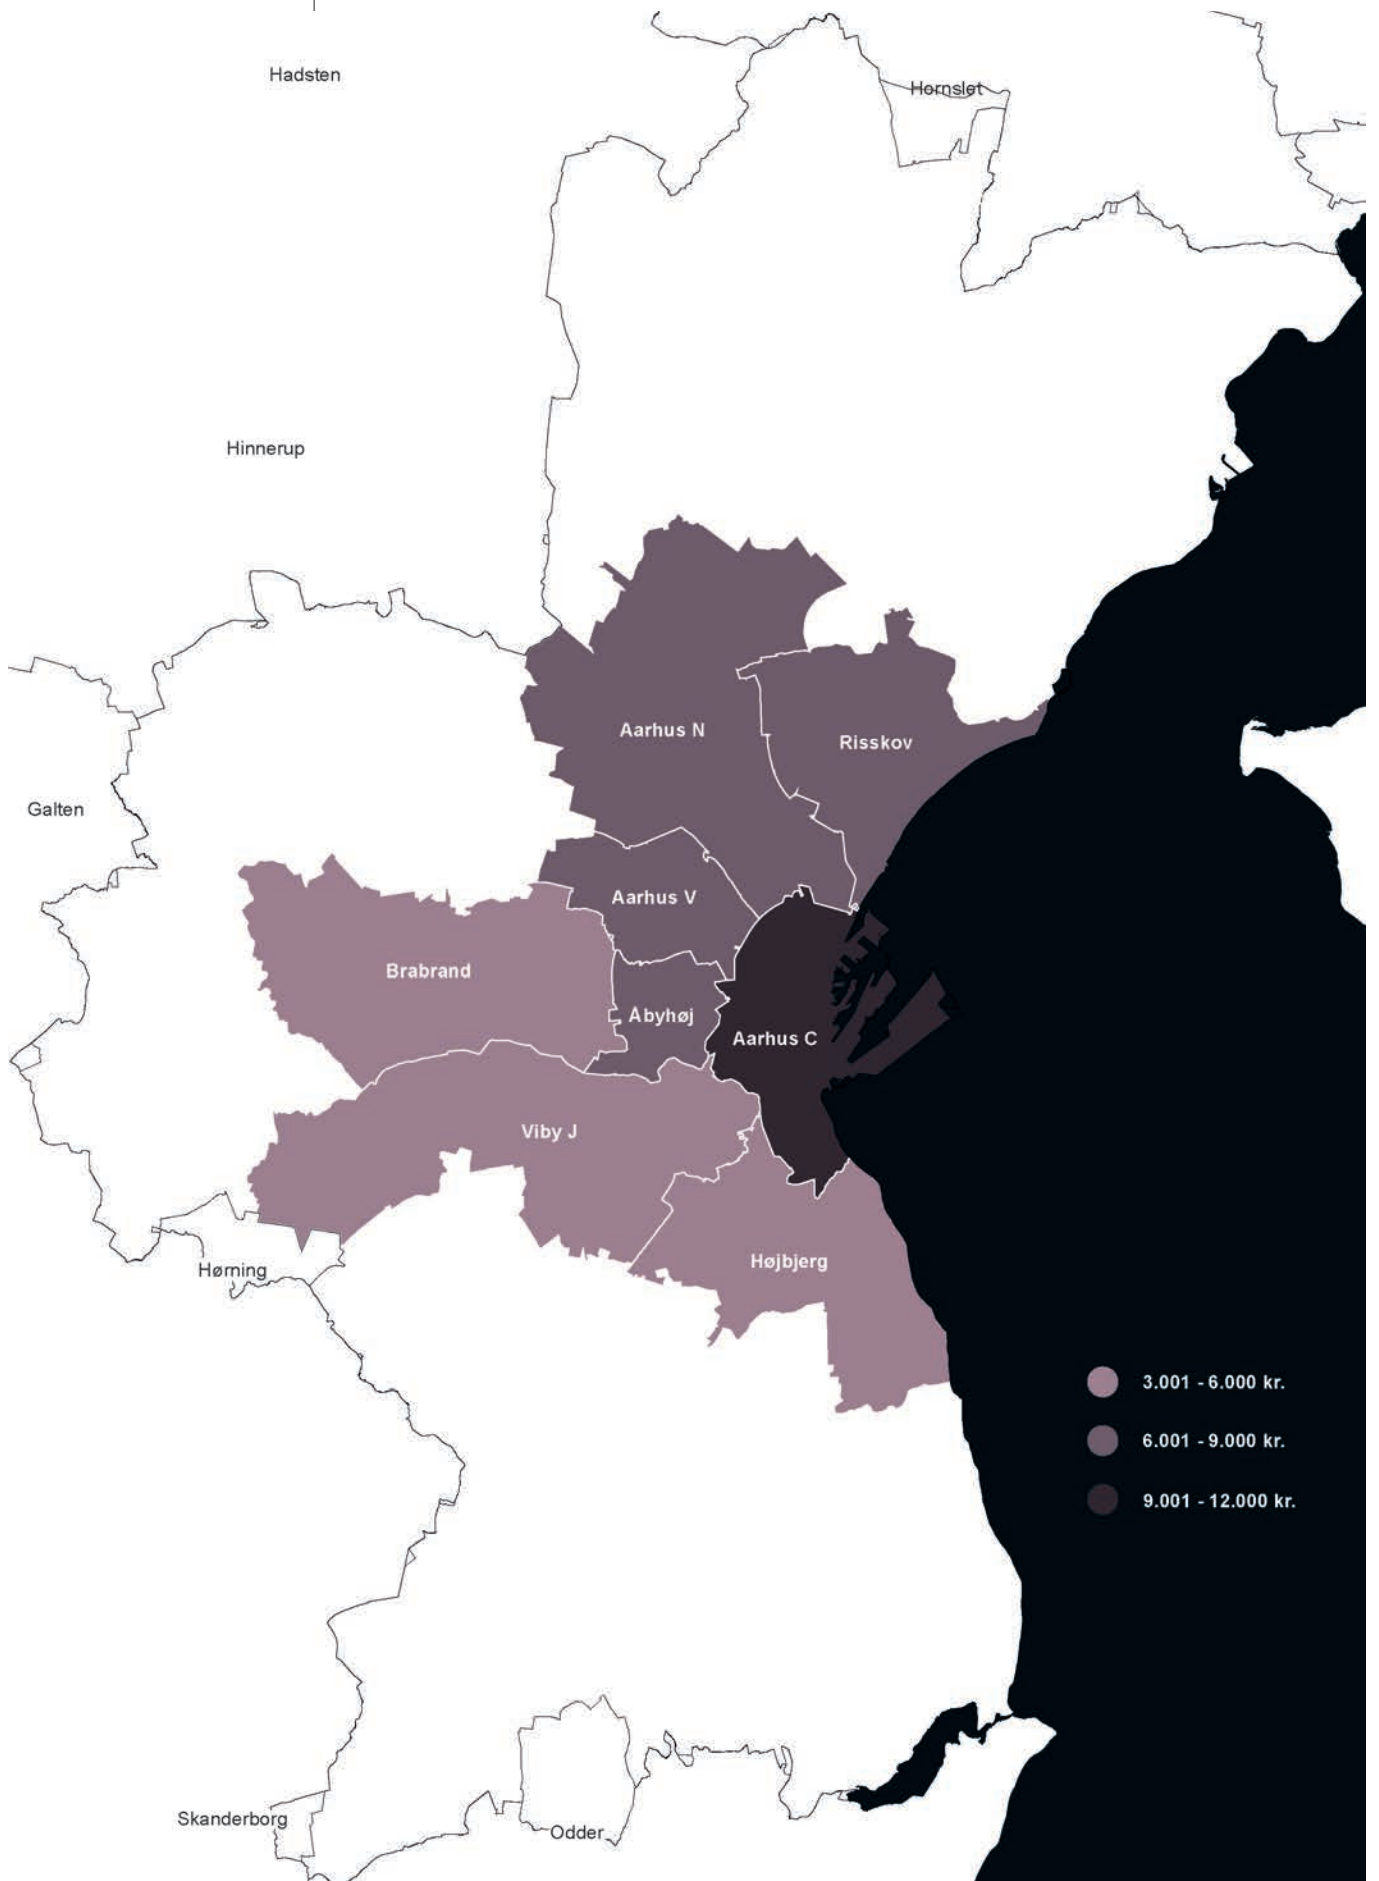 Hadsten
Hornslet
Hinnerup
Aarhus N
Risskov
Galten
Aarhus V
Brabrand
Åbyhøj
Aarhus C
Viby J
Højbjerg
Hørning
3.001 - 6.000 kr.
6.001 - 9.000 kr.
9.001 - 12.000 kr.
Skanderborg
Odder